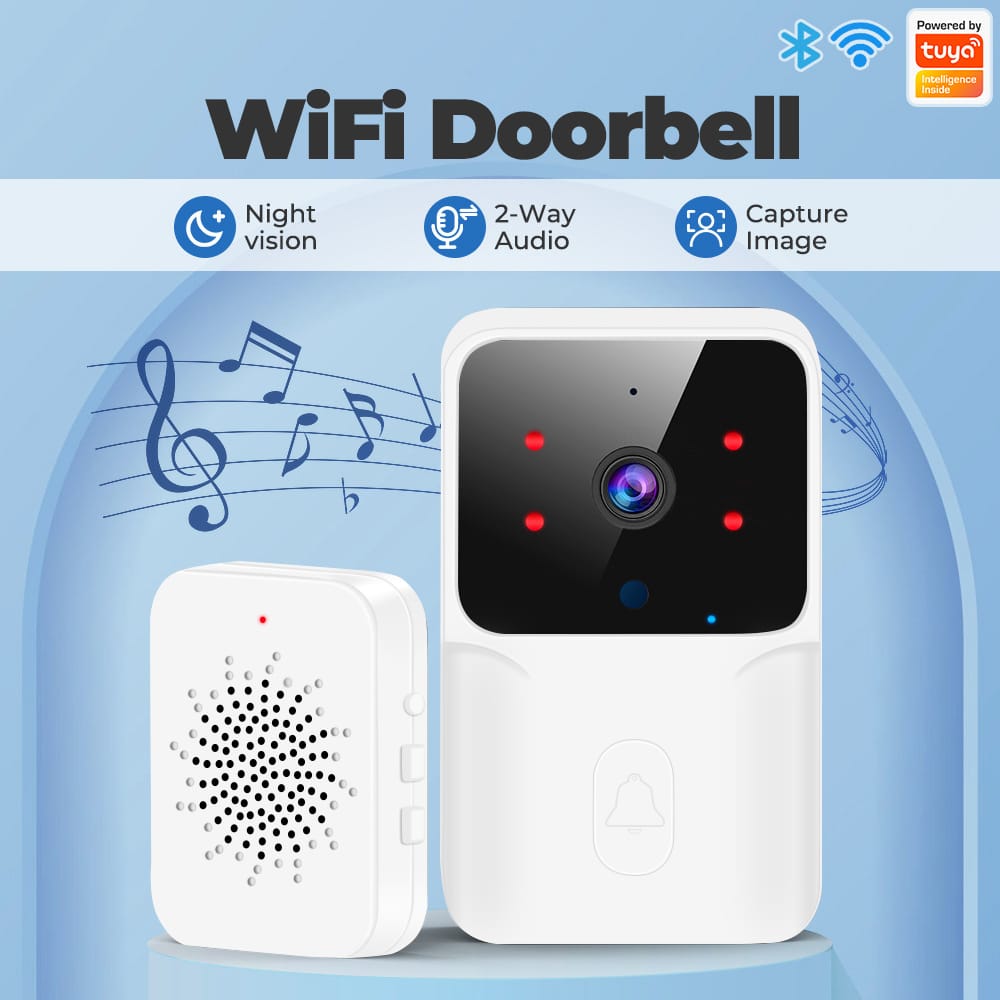 Powered by
tuya
Intelligence
Inside
WiFi Doorbell
Night
vision
2-Way
Audio
Capture
Image